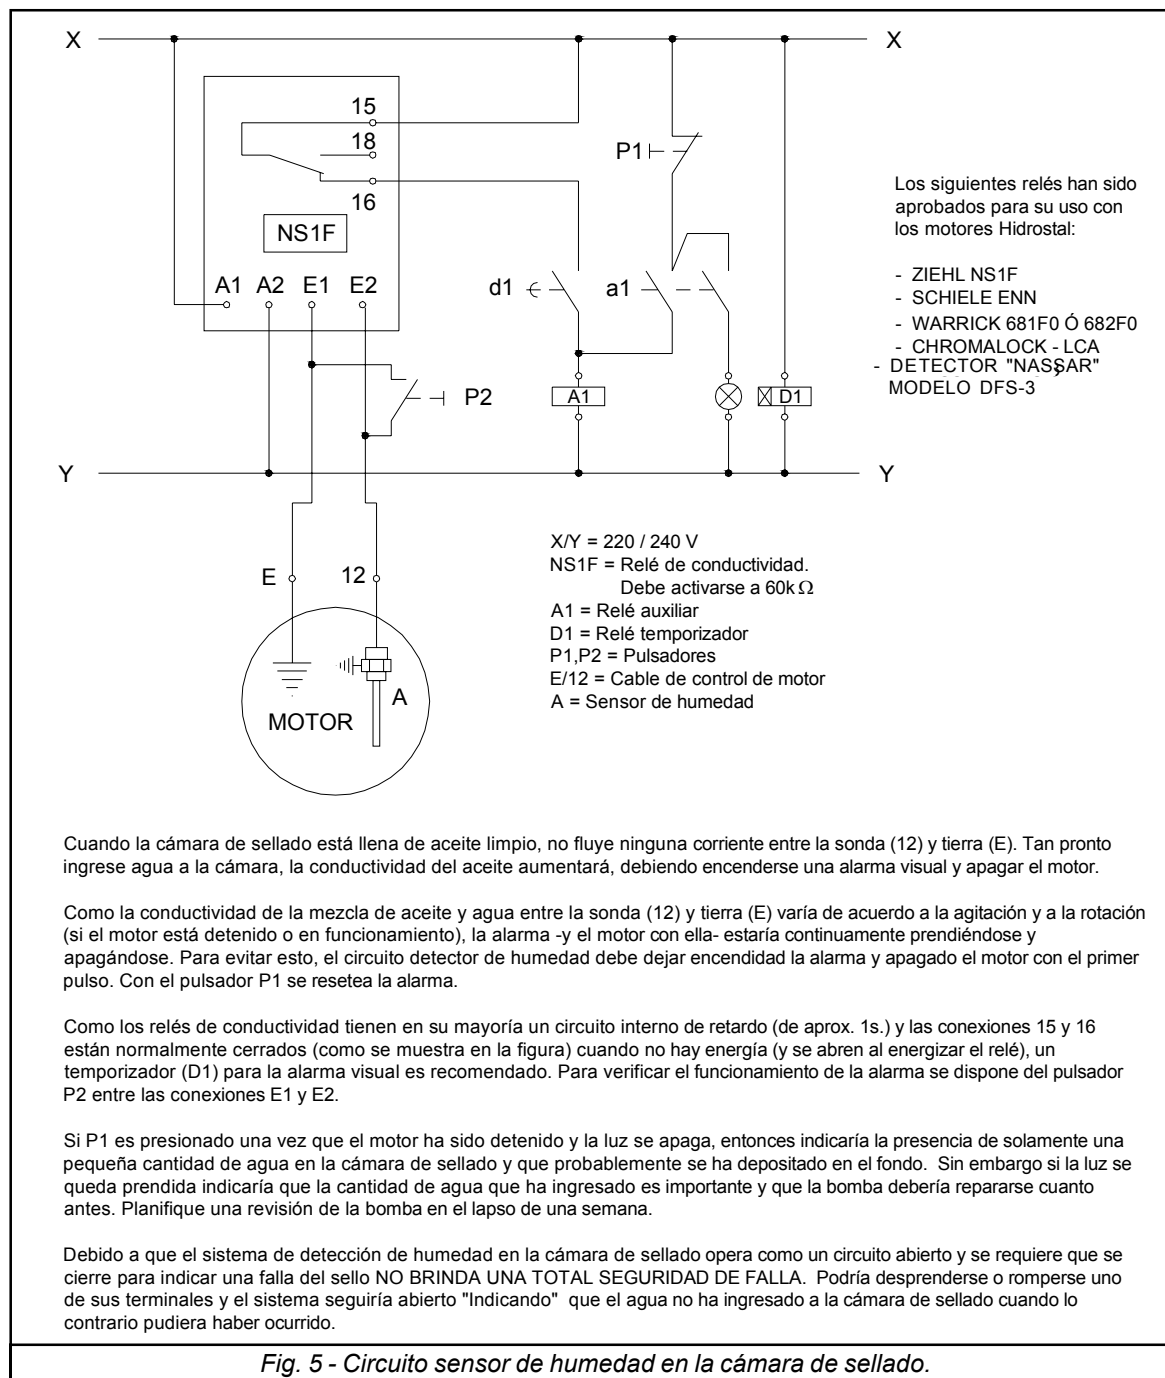 X
X
15
18
P1
16
NS1F
A1 A2 E1 E2
d1
a1
P2
A1
D1
Y
Y
Los siguientes relés han sido
aprobados para su uso con
los motores Hidrostal:
- ZIEHL NS1F
- SCHIELE ENN
- WARRICK 681F0 Ó 682F0
- CHROMALOCK - LCA
- DETECTOR "NASSAR"
MODELO DFS-3
E
12
A
MOTOR
X/Y = 220 / 240 V
NS1F = Relé de conductividad.
Debe activarse a 60k Ω
A1 = Relé auxiliar
D1 = Relé temporizador
P1,P2 = Pulsadores
E/12 = Cable de control de motor
A = Sensor de humedad
Cuando la cámara de sellado está llena de aceite limpio, no fluye ninguna corriente entre la sonda (12) y tierra (E). Tan pronto
ingrese agua a la cámara, la conductividad del aceite aumentará, debiendo encenderse una alarma visual y apagar el motor.
Como la conductividad de la mezcla de aceite y agua entre la sonda (12) y tierra (E) varía de acuerdo a la agitación y a la rotación
(si el motor está detenido o en funcionamiento), la alarma -y el motor con ella- estaría continuamente prendiéndose y
apagándose. Para evitar esto, el circuito detector de humedad debe dejar encendidad la alarma y apagado el motor con el primer
pulso. Con el pulsador P1 se resetea la alarma.
Como los relés de conductividad tienen en su mayoría un circuito interno de retardo (de aprox. 1s.) y las conexiones 15 y 16
están normalmente cerrados (como se muestra en la figura) cuando no hay energía (y se abren al energizar el relé), un
temporizador (D1) para la alarma visual es recomendado. Para verificar el funcionamiento de la alarma se dispone del pulsador
P2 entre las conexiones E1 y E2.
Si P1 es presionado una vez que el motor ha sido detenido y la luz se apaga, entonces indicaría la presencia de solamente una
pequeña cantidad de agua en la cámara de sellado y que probablemente se ha depositado en el fondo. Sin embargo si la luz se
queda prendida indicaría que la cantidad de agua que ha ingresado es importante y que la bomba debería repararse cuanto
antes. Planifique una revisión de la bomba en el lapso de una semana.
Debido a que el sistema de detección de humedad en la cámara de sellado opera como un circuito abierto y se requiere que se
cierre para indicar una falla del sello NO BRINDA UNA TOTAL SEGURIDAD DE FALLA. Podría desprenderse o romperse uno
de sus terminales y el sistema seguiría abierto "Indicando" que el agua no ha ingresado a la cámara de sellado cuando lo
contrario pudiera haber ocurrido.
Fig. 5 - Circuito sensor de humedad en la cámara de sellado.